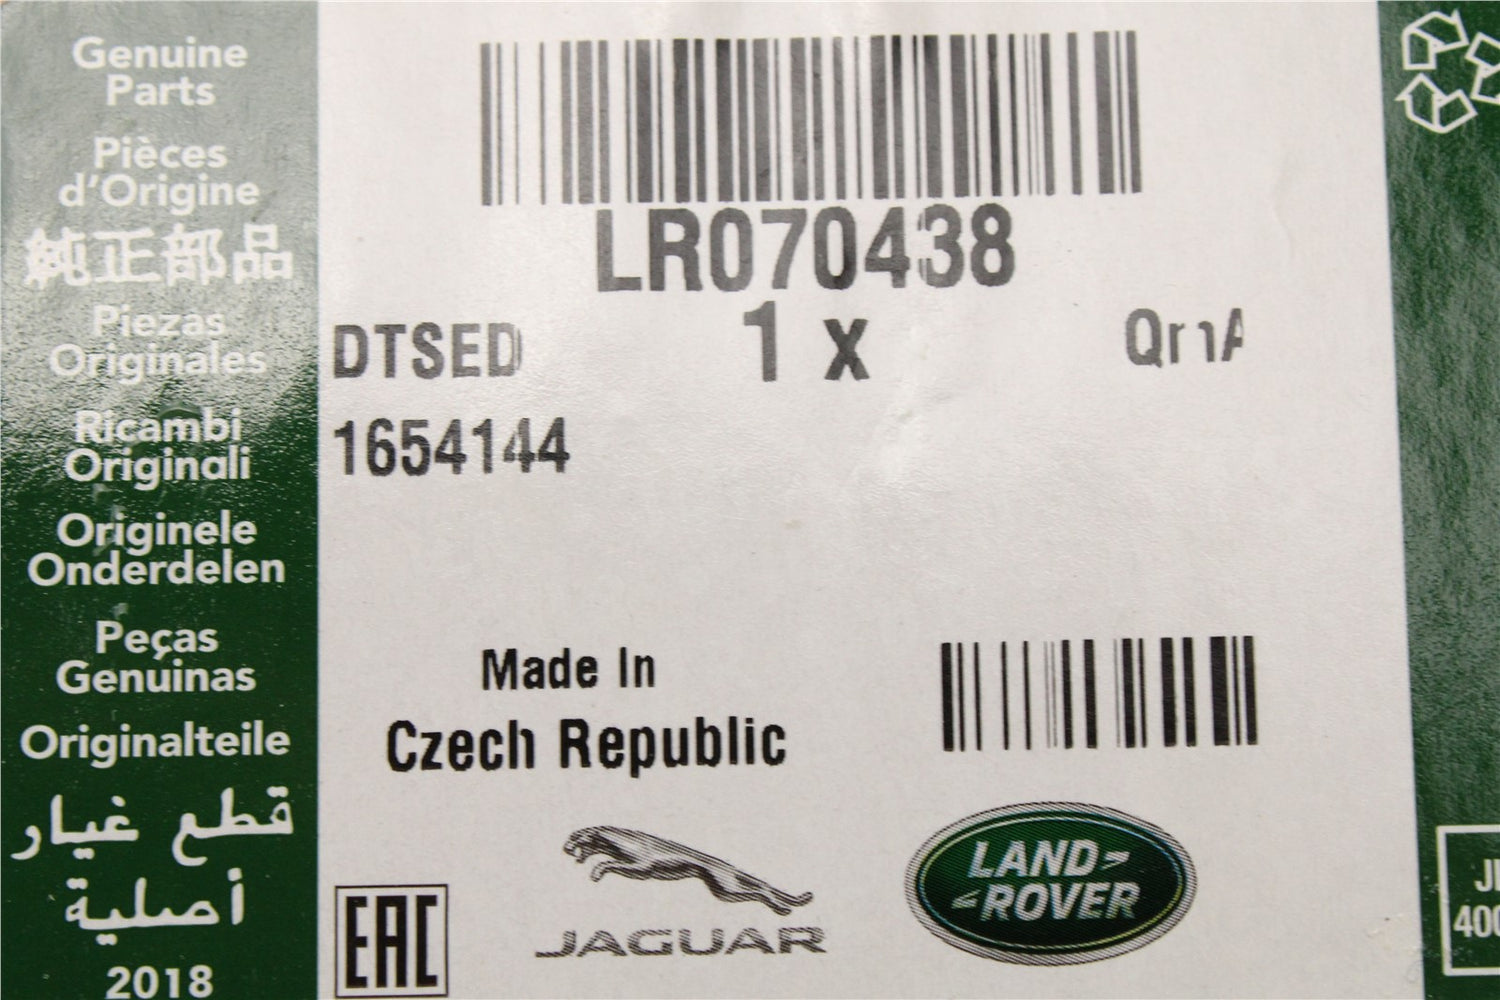 Genuine
Parts
Pièces
d'Origine
純正部品
Piezas
Originales
Ricambi
Originali
Originele
Onderdelen
Peças
Genuinas
Originalteile
قطع غيار
أصلية
2018
LR070438
DTSED 1 x
1654144
Made In
Czech Republic
EAC
JAGUAR
LAND
ROVER